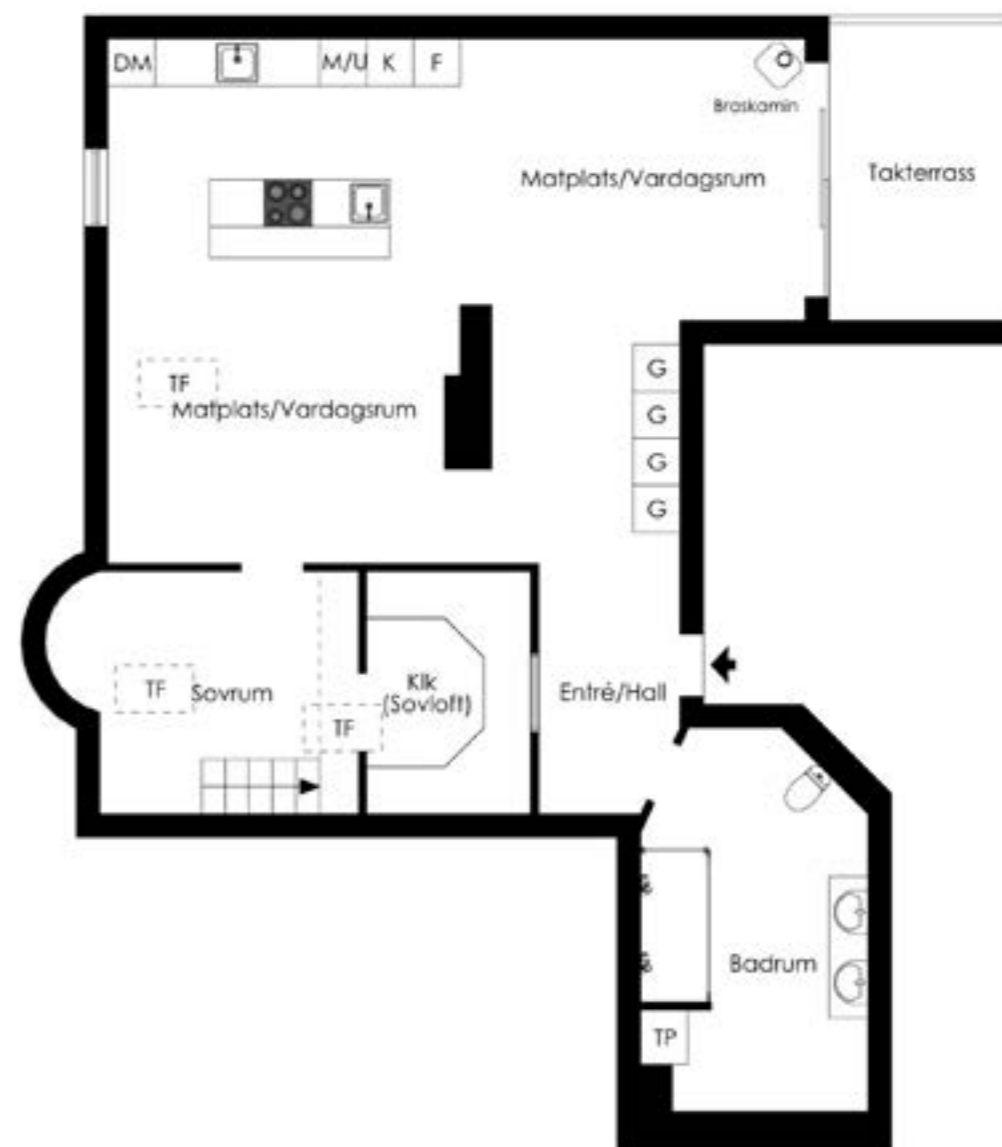 DM M/U K F
Braskamin
Matplats/Vardagsrum
Takterrass
TF
Matplats/Vardagsrum
G
G
G
G
TF
Sovrum
TF
Klk
(Sovloft)
Entré/Hall
Badrum
TP